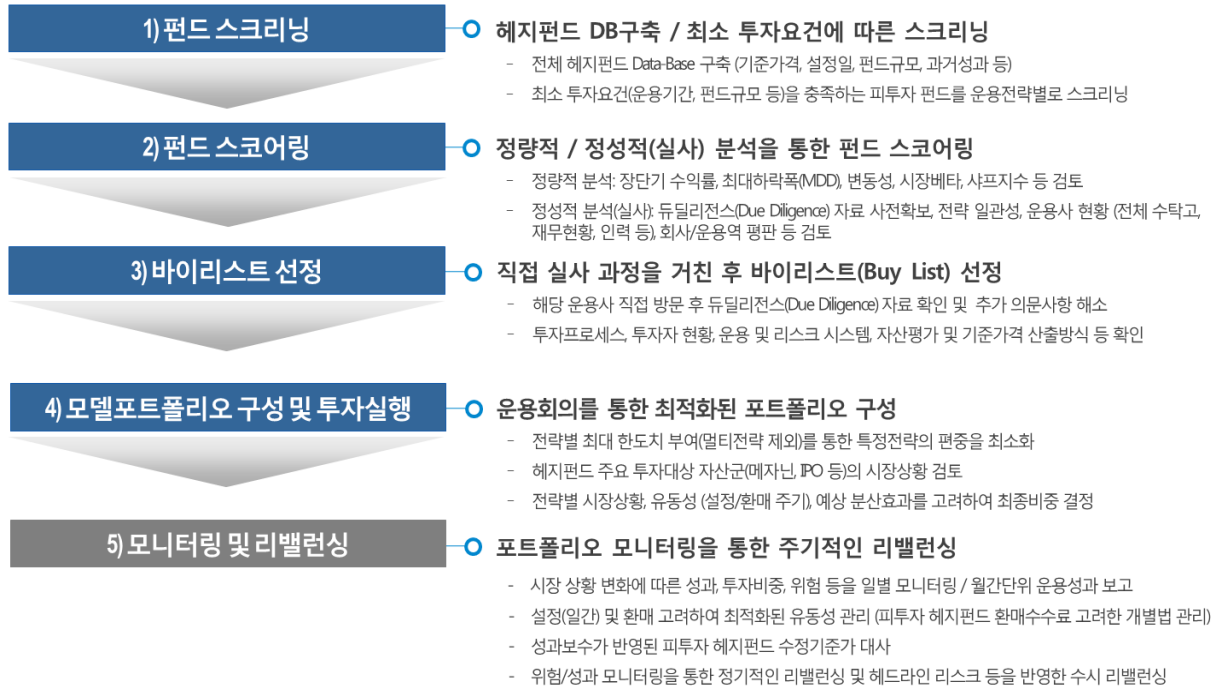 1) 펀드 스크리닝
헤지펀드 DB구축 / 최소 투자요건에 따른 스크리닝
- 전체 헤지펀드 Data-Base 구축 (기준가격, 설정일, 펀드규모, 과거성과 등)
- 최소 투자요건(운용기간, 펀드규모 등)을 충족하는 피투자 펀드를 운용전략별로 스크리닝
2) 펀드 스코어링
정량적 / 정성적(실사) 분석을 통한 펀드 스코어링
- 정량적 분석: 장단기 수익률, 최대하락폭(MDD), 변동성, 시장베타, 샤프지수 등 검토
- 정성적 분석(실사): 듀딜리전스(Due Diligence) 자료 사전확보, 전략 일관성, 운용사 현황 (전체 수탁고,
재무현황, 인력 등), 회사/운용역 평판 등 검토
3) 바이리스트 선정
직접 실사 과정을 거친 후 바이리스트(Buy List) 선정
- 해당 운용사 직접 방문 후 듀딜리전스(Due Diligence) 자료 확인 및 추가 의문사항 해소
- 투자프로세스, 투자자 현황, 운용 및 리스크 시스템, 자산평가 및 기준가격 산출방식 등 확인
4) 모델포트폴리오 구성 및 투자실행
운용회의를 통한 최적화된 포트폴리오 구성
- 전략별 최대 한도치 부여(멀티전략 제외)를 통한 특정전략의 편중을 최소화
- 헤지펀드 주요 투자대상 자산군(메자닌, IPO 등)의 시장상황 검토
- 전략별 시장상황, 유동성 (설정/환매 주기), 예상 분산효과를 고려하여 최종비중 결정
5) 모니터링 및 리밸런싱
포트폴리오 모니터링을 통한 주기적인 리밸런싱
- 시장 상황 변화에 따른 성과, 투자비중, 위험 등을 일별 모니터링 / 월간단위 운용성과 보고
- 설정(일간) 및 환매 고려하여 최적화된 유동성 관리 (피투자 헤지펀드 환매수수료 고려한 개별법 관리)
- 성과보수가 반영된 피투자 헤지펀드 수정기준가 대사
- 위험/성과 모니터링을 통한 정기적인 리밸런싱 및 헤드라인 리스크 등을 반영한 수시 리밸런싱